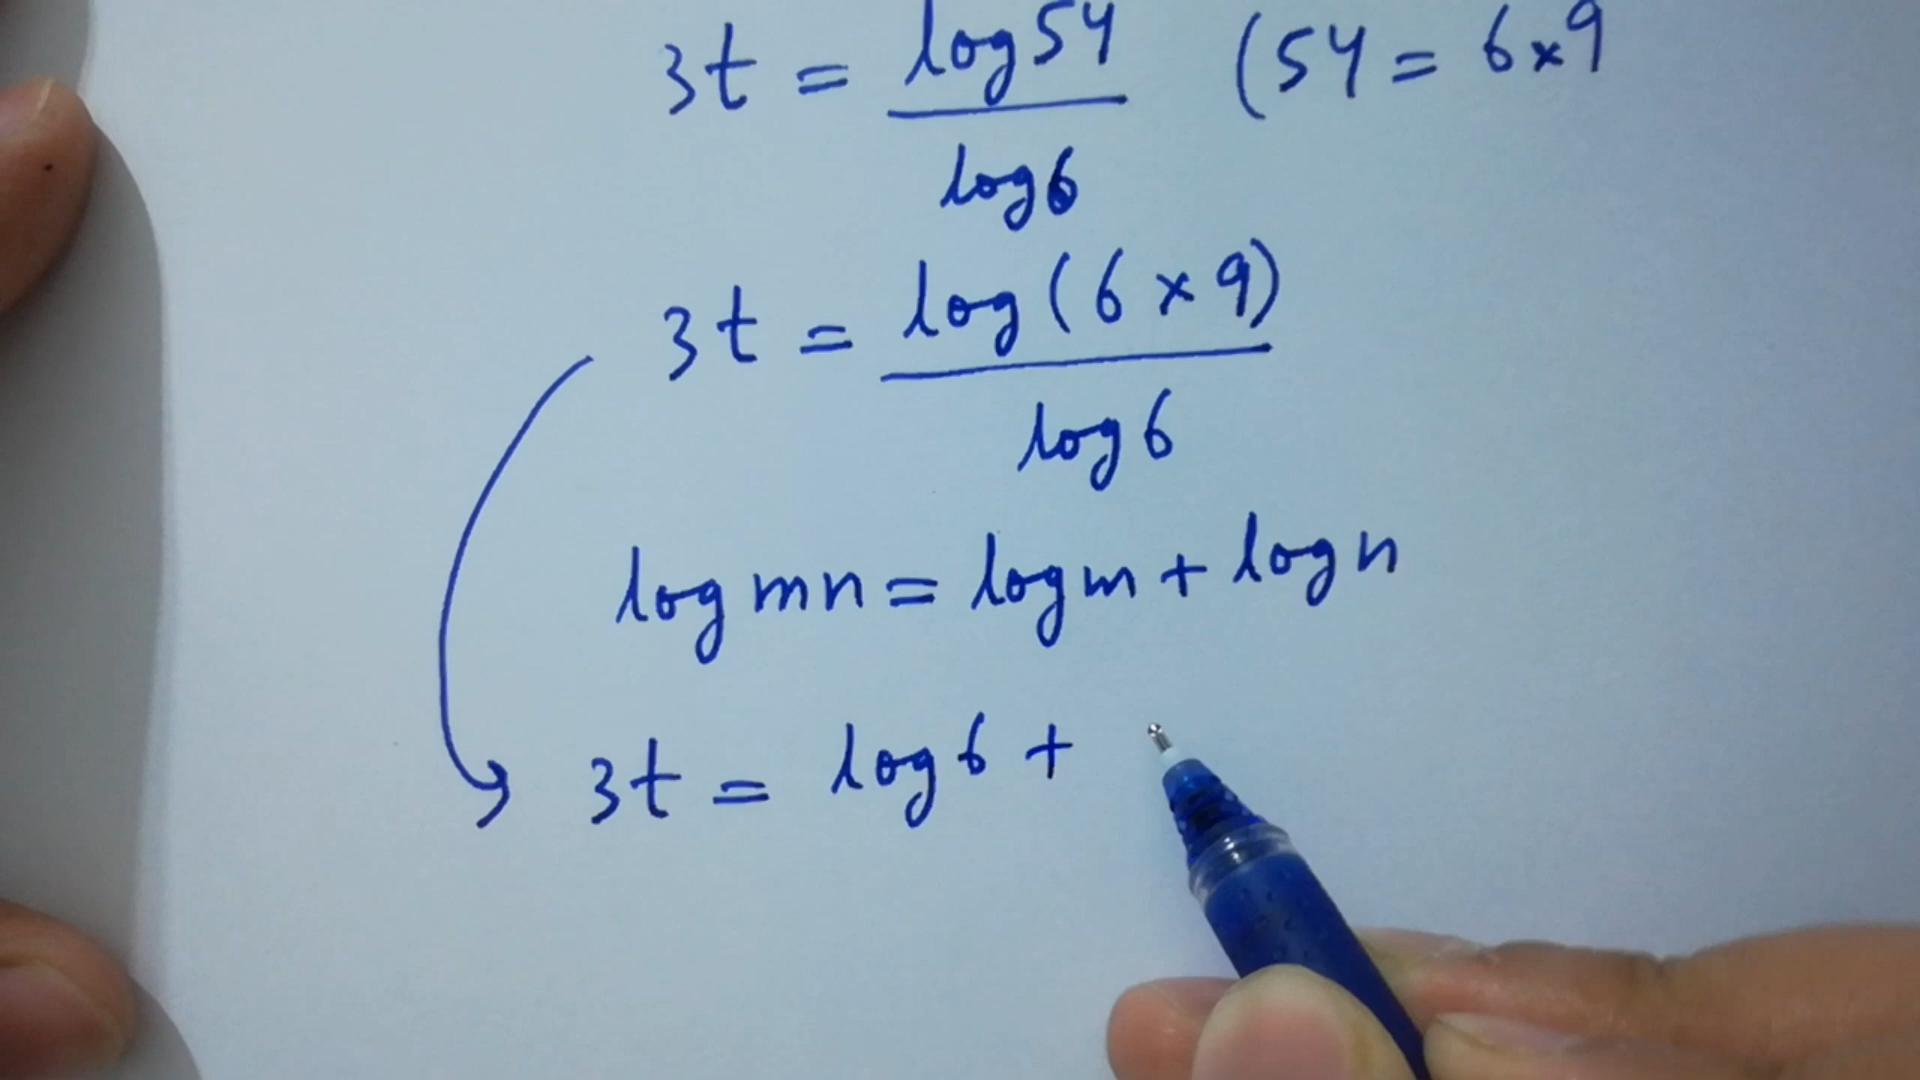 3t = log54 (54 = 6×9
log6
3t = log(6×9)
log6
log mn = log m + log n
3t = log6 +